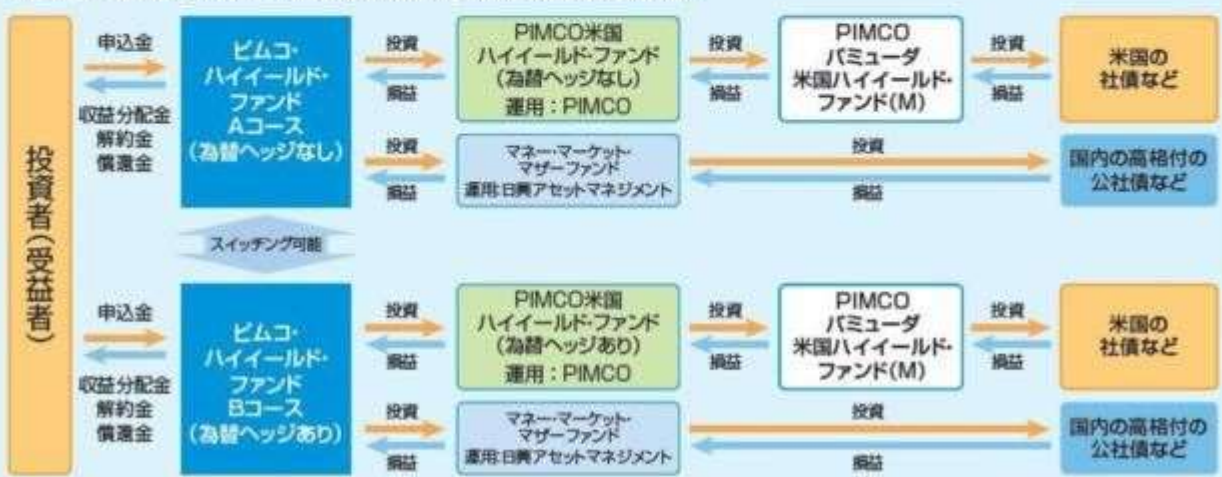 投資者(受益者)
申込金
収益分配金
解約金
償還金
ピムコ・
ハイイールド・
ファンド
Aコース
(為替ヘッジなし)
投資
損益
PIMCO米国
ハイイールド・ファンド
(為替ヘッジなし)
運用:PIMCO
投資
損益
PIMCO
バミューダ
米国ハイイールド・
ファンド(M)
投資
損益
米国の
社債など
投資
損益
マネー・マーケット・
マザーファンド
運用:日興アセットマネジメント
投資
損益
国内の高格付の
公社債など
スイッチング可能
申込金
収益分配金
解約金
償還金
ピムコ・
ハイイールド・
ファンド
Bコース
(為替ヘッジあり)
投資
損益
PIMCO米国
ハイイールド・ファンド
(為替ヘッジあり)
運用:PIMCO
投資
損益
PIMCO
バミューダ
米国ハイイールド・
ファンド(M)
投資
損益
米国の
社債など
投資
損益
マネー・マーケット・
マザーファンド
運用:日興アセットマネジメント
投資
損益
国内の高格付の
公社債など